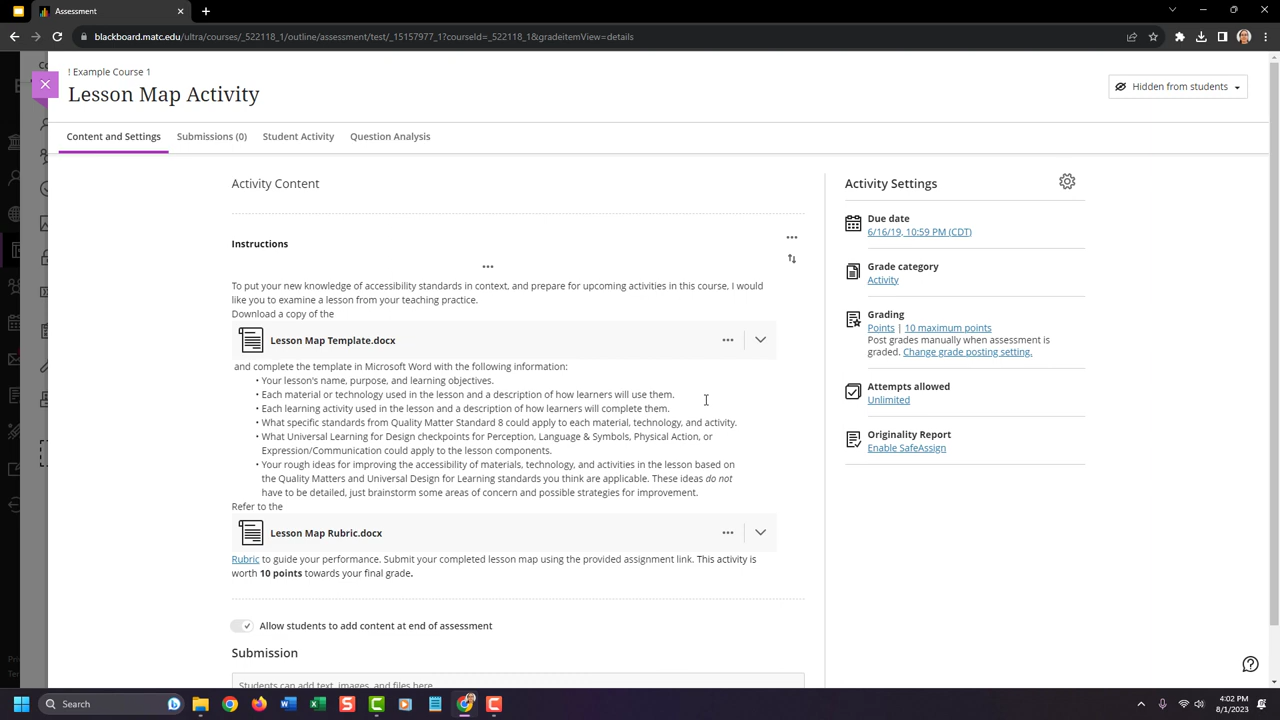 Assessment
blackboard.matc.edu/ultra/courses/_522118_1/outline/assessment/test/_15157977_1?courseId=_522118_1&gradeitemView=details
! Example Course 1
Lesson Map Activity
Hidden from students
Content and Settings
Submissions (0)
Student Activity
Question Analysis
Activity Content
Instructions
To put your new knowledge of accessibility standards in context, and prepare for upcoming activities in this course, I would
like you to examine a lesson from your teaching practice.
Download a copy of the
Lesson Map Template.docx
and complete the template in Microsoft Word with the following information:
• Your lesson's name, purpose, and learning objectives.
• Each material or technology used in the lesson and a description of how learners will use them.
• Each learning activity used in the lesson and a description of how learners will complete them.
• What specific standards from Quality Matter Standard 8 could apply to each material, technology, and activity.
• What Universal Learning for Design checkpoints for Perception, Language & Symbols, Physical Action, or
Expression/Communication could apply to the lesson components.
• Your rough ideas for improving the accessibility of materials, technology, and activities in the lesson based on
the Quality Matters and Universal Design for Learning standards you think are applicable. These ideas do not
have to be detailed, just brainstorm some areas of concern and possible strategies for improvement.
Refer to the
Lesson Map Rubric.docx
Rubric to guide your performance. Submit your completed lesson map using the provided assignment link. This activity is
worth 10 points towards your final grade.
Allow students to add content at end of assessment
Submission
Students can add text, images, and files here
Activity Settings
Due date
6/16/19, 10:59 PM (CDT)
Grade category
Activity
Grading
Points | 10 maximum points
Post grades manually when assessment is
graded. Change grade posting setting.
Attempts allowed
Unlimited
Originality Report
Enable SafeAssign
Search
4:02 PM
8/1/2023